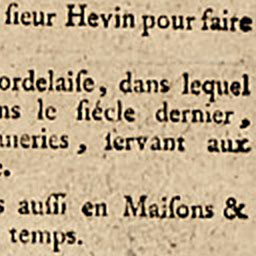 ſieur Hevin pour faire
ordelaiſe, dans lequel
ns le ſiécle dernier,
neries, ſervant aux
s auſſi en Maiſons &
temps.